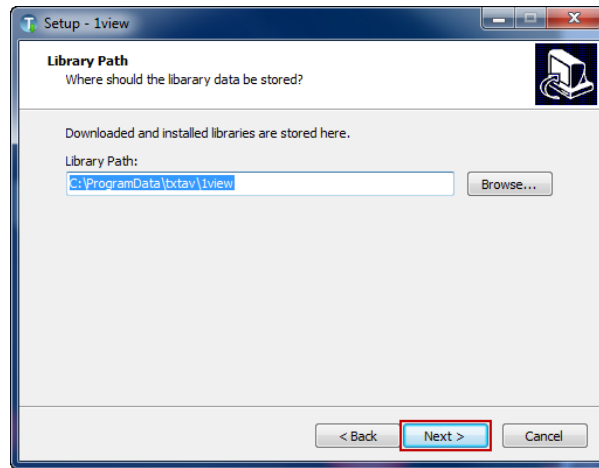 Setup - 1view
Library Path
Where should the libarary data be stored?
Downloaded and installed libraries are stored here.
Library Path:
C:\ProgramData\txtav\1view
Browse...
< Back
Next >
Cancel